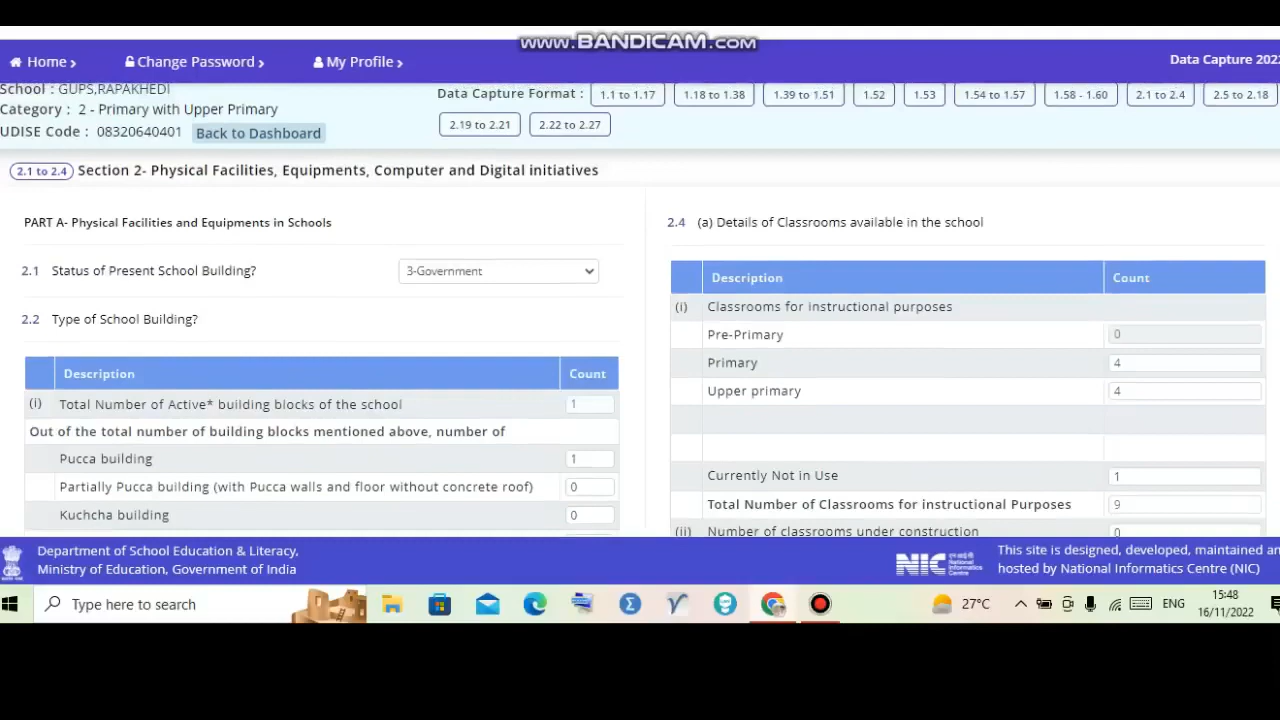 www.BANDICAM.com
Home
Change Password
My Profile
Data Capture 202
School : GUPS,RAPAKHEDI
Category : 2 - Primary with Upper Primary
UDISE Code : 08320640401 Back to Dashboard
Data Capture Format : 1.1 to 1.17 1.18 to 1.38 1.39 to 1.51 1.52 1.53 1.54 to 1.57 1.58 - 1.60 2.1 to 2.4 2.5 to 2.18
2.19 to 2.21 2.22 to 2.27
2.1 to 2.4 Section 2- Physical Facilities, Equipments, Computer and Digital initiatives
PART A- Physical Facilities and Equipments in Schools
2.1 Status of Present School Building? 3-Government
2.2 Type of School Building?
Description Count
(i) Total Number of Active* building blocks of the school 1
Out of the total number of building blocks mentioned above, number of
Pucca building 1
Partially Pucca building (with Pucca walls and floor without concrete roof) 0
Kuchcha building 0
2.4 (a) Details of Classrooms available in the school
Description Count
(i) Classrooms for instructional purposes
Pre-Primary 0
Primary 4
Upper primary 4
Currently Not in Use 1
Total Number of Classrooms for instructional Purposes 9
(ii) Number of classrooms under construction 0
Department of School Education & Literacy,
Ministry of Education, Government of India
NIC National Informatics Centre
This site is designed, developed, maintained an
hosted by National Informatics Centre (NIC)
Type here to search
27°C
ENG
15:48
16/11/2022